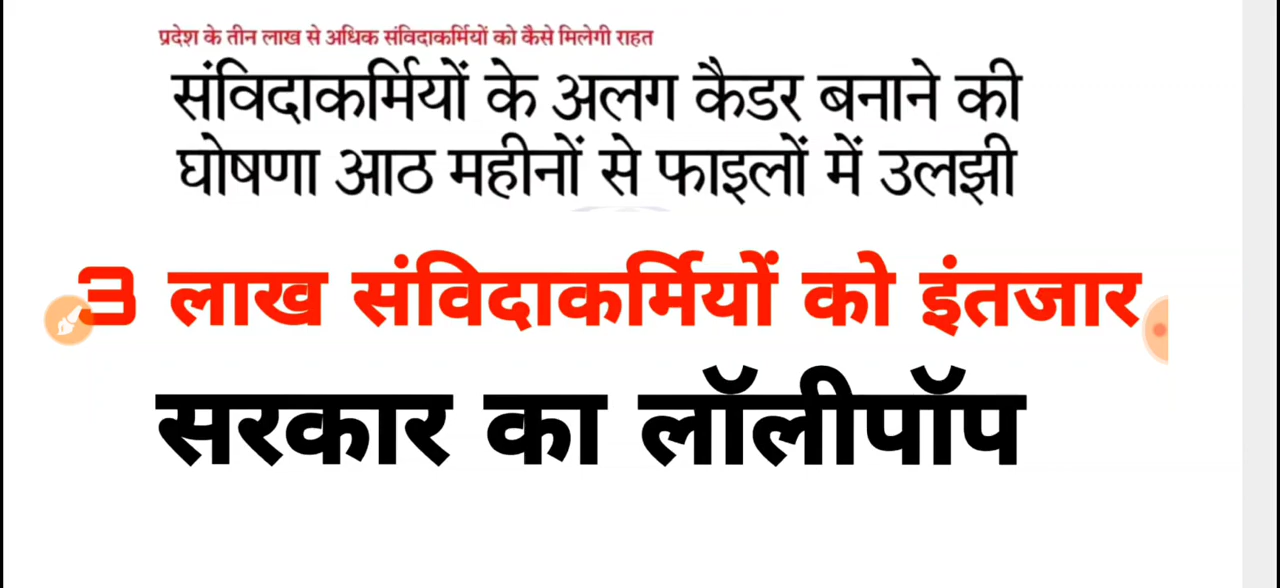 प्रदेश के तीन लाख से अधिक संविदाकर्मियों को कैसे मिलेगी राहत
संविदाकर्मियों के अलग कैडर बनाने की
घोषणा आठ महीनों से फाइलों में उलझी
3 लाख संविदाकर्मियों को इंतजार
सरकार का लॉलीपॉप